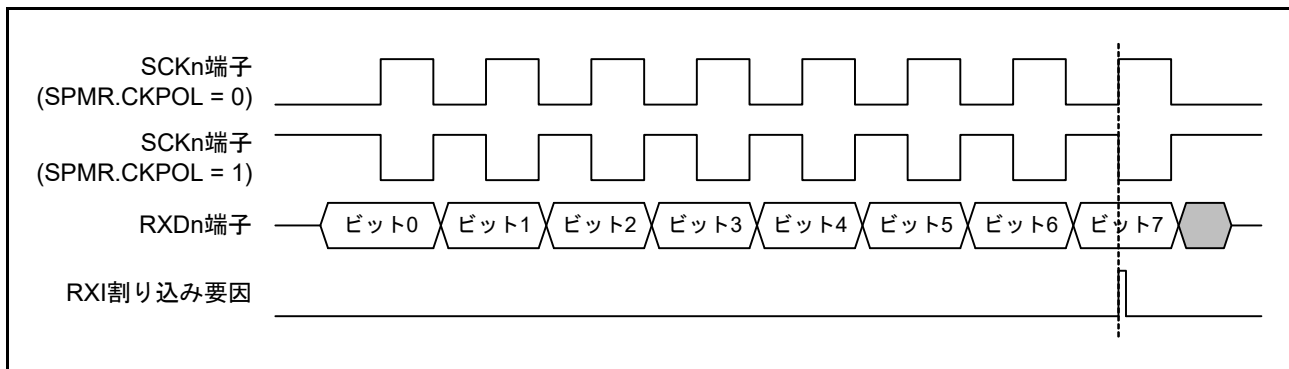 SCKn端子
(SPMR.CKPOL = 0)
SCKn端子
(SPMR.CKPOL = 1)
RXDn端子
ビット0 ビット1 ビット2 ビット3 ビット4 ビット5 ビット6 ビット7
RXI割り込み要因